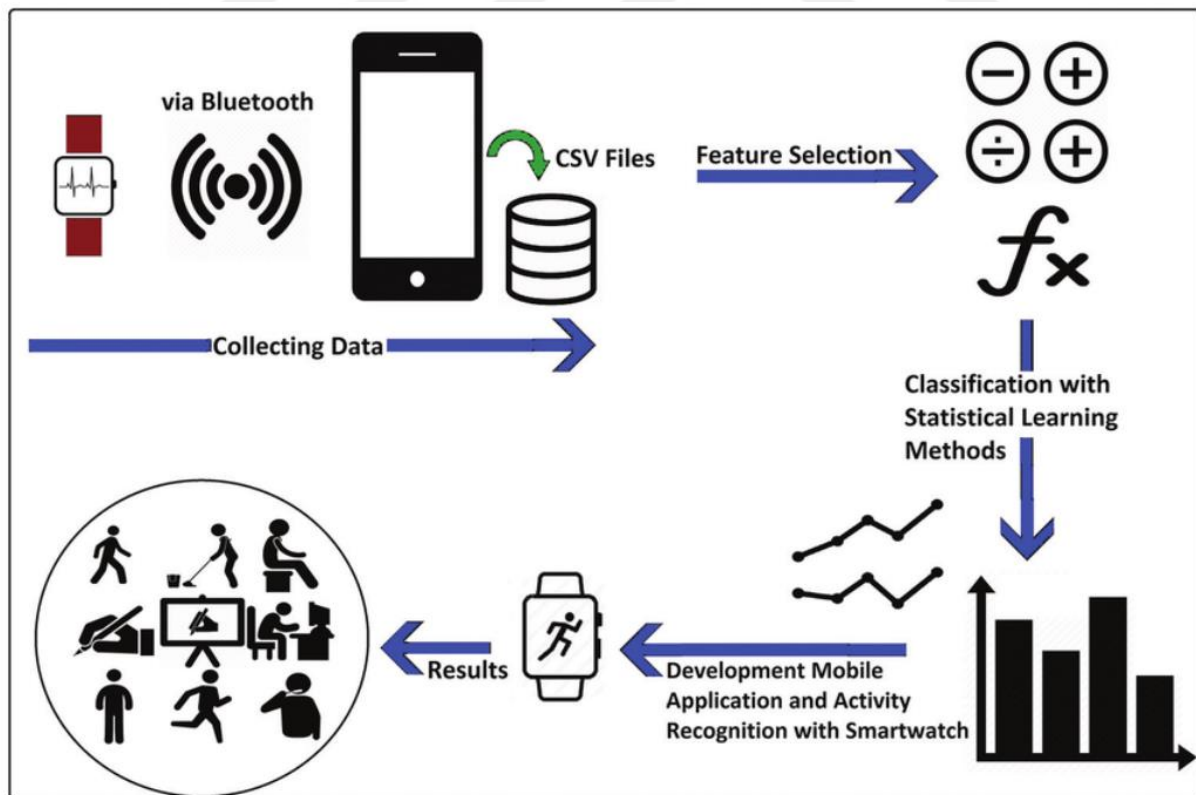 via Bluetooth
CSV Files
Feature Selection
fx
Collecting Data
Classification with
Statistical Learning
Methods
Results
Development Mobile
Application and Activity
Recognition with Smartwatch